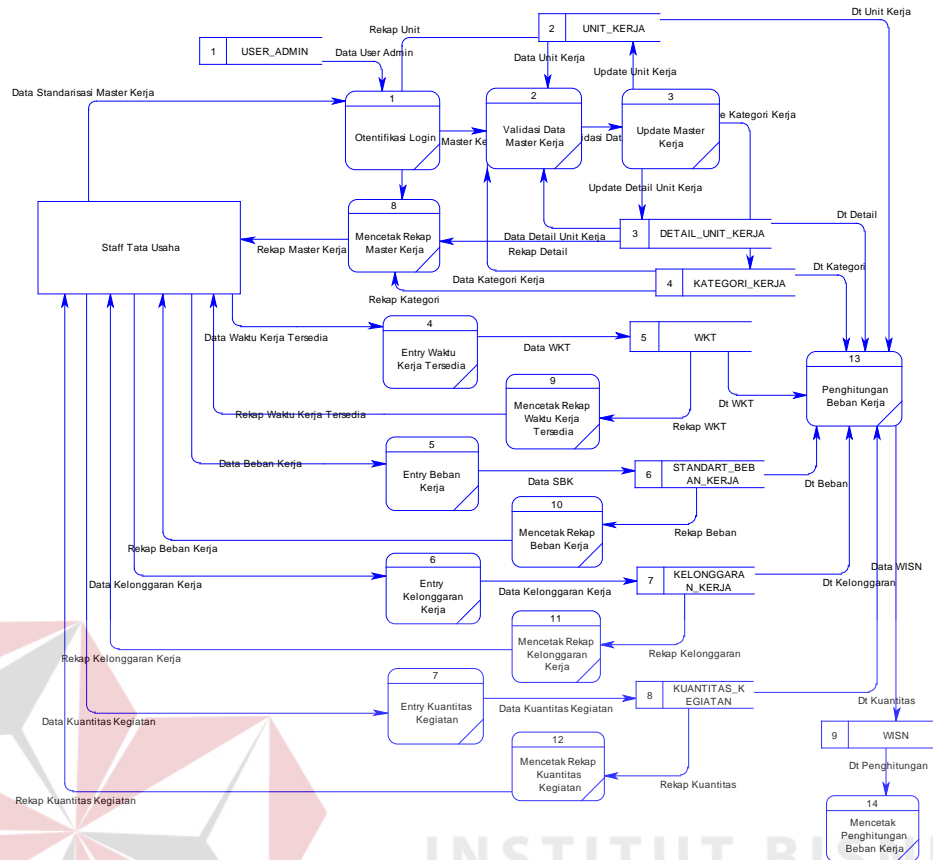 Dt Unit Kerja
Rekap Unit
2 UNIT_KERJA
1 USER_ADMIN
Data User Admin
Data Unit Kerja
Update Unit Kerja
Data Standarisasi Master Kerja
1
Otentifikasi Login
Master Ke
2
Validasi Data
Master Kerja
idasi Dat
3
Update Master
Kerja
e Kategori Kerja
Update Detail Unit Kerja
8
Mencetak Rekap
Master Kerja
Staff Tata Usaha
Rekap Master Kerja
Data Detail Unit Kerja
Rekap Detail
3 DETAIL_UNIT_KERJA
Dt Detail
Data Kategori Kerja
Rekap Kategori
4 KATEGORI_KERJA
Dt Kategori
Data Waktu Kerja Tersedia
4
Entry Waktu
Kerja Tersedia
Data WKT
5 WKT
13
Penghitungan
Beban Kerja
9
Mencetak Rekap
Waktu Kerja
Tersedia
Rekap Waktu Kerja Tersedia
Dt WKT
Rekap WKT
5
Entry Beban
Kerja
Data Beban Kerja
Data SBK
6 STANDART_BEB
AN_KERJA
Dt Beban
10
Mencetak Rekap
Beban Kerja
Rekap Beban
Rekap Beban Kerja
6
Entry
Kelonggaran
Kerja
Data Kelonggaran Kerja
Data Kelonggaran Kerja
7 KELONGGARA
N_KERJA
Data WISN
Dt Kelonggaran
11
Mencetak Rekap
Kelonggaran
Kerja
Rekap Kelonggaran
Rekap Kelonggaran Kerja
7
Entry Kuantitas
Kegiatan
Data Kuantitas Kegiatan
Data Kuantitas Kegiatan
8 KUANTITAS_K
EGIATAN
Dt Kuantitas
9 WISN
12
Mencetak Rekap
Kuantitas
Kegiatan
Rekap Kuantitas
Rekap Kuantitas Kegiatan
Dt Penghitungan
14
Mencetak
Penghitungan
Beban Kerja
INSTITUT BI